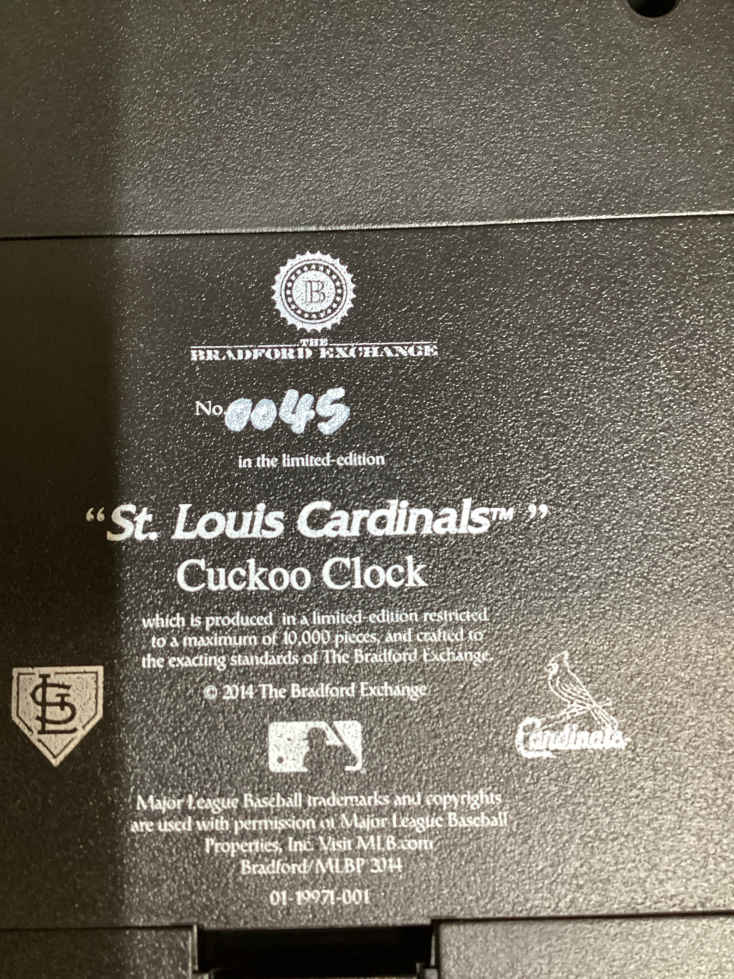 B
THE
BRADFORD EXCHANGE
No. 0045
in the limited-edition
“St. Louis Cardinals™ ”
Cuckoo Clock
which is produced in a limited-edition restricted
to a maximum of 10,000 pieces, and crafted to
the exacting standards of The Bradford Exchange.
© 2014 The Bradford Exchange
STL
Cardinals
Major League Baseball trademarks and copyrights
are used with permission of Major League Baseball
Properties, Inc. Visit MLB.com
Bradford/MLBP 2014
01-19971-001